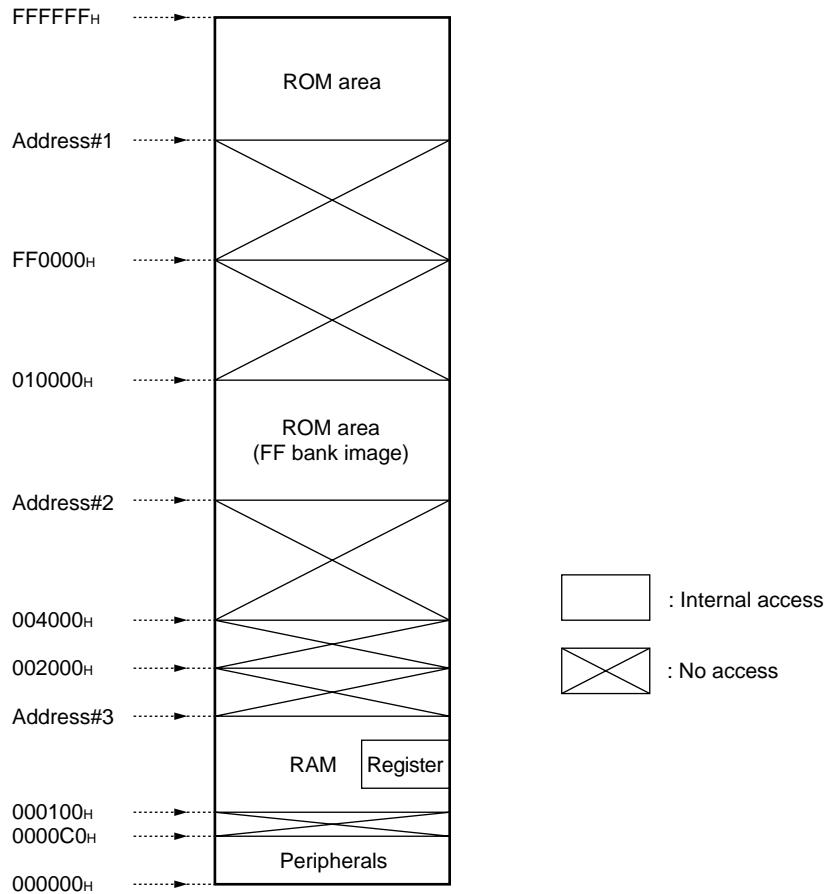 FFFFFFH
ROM area
Address#1
FF0000H
010000H
ROM area
(FF bank image)
Address#2
: Internal access
004000H
002000H
: No access
Address#3
RAM
Register
000100H
0000C0H
Peripherals
000000H